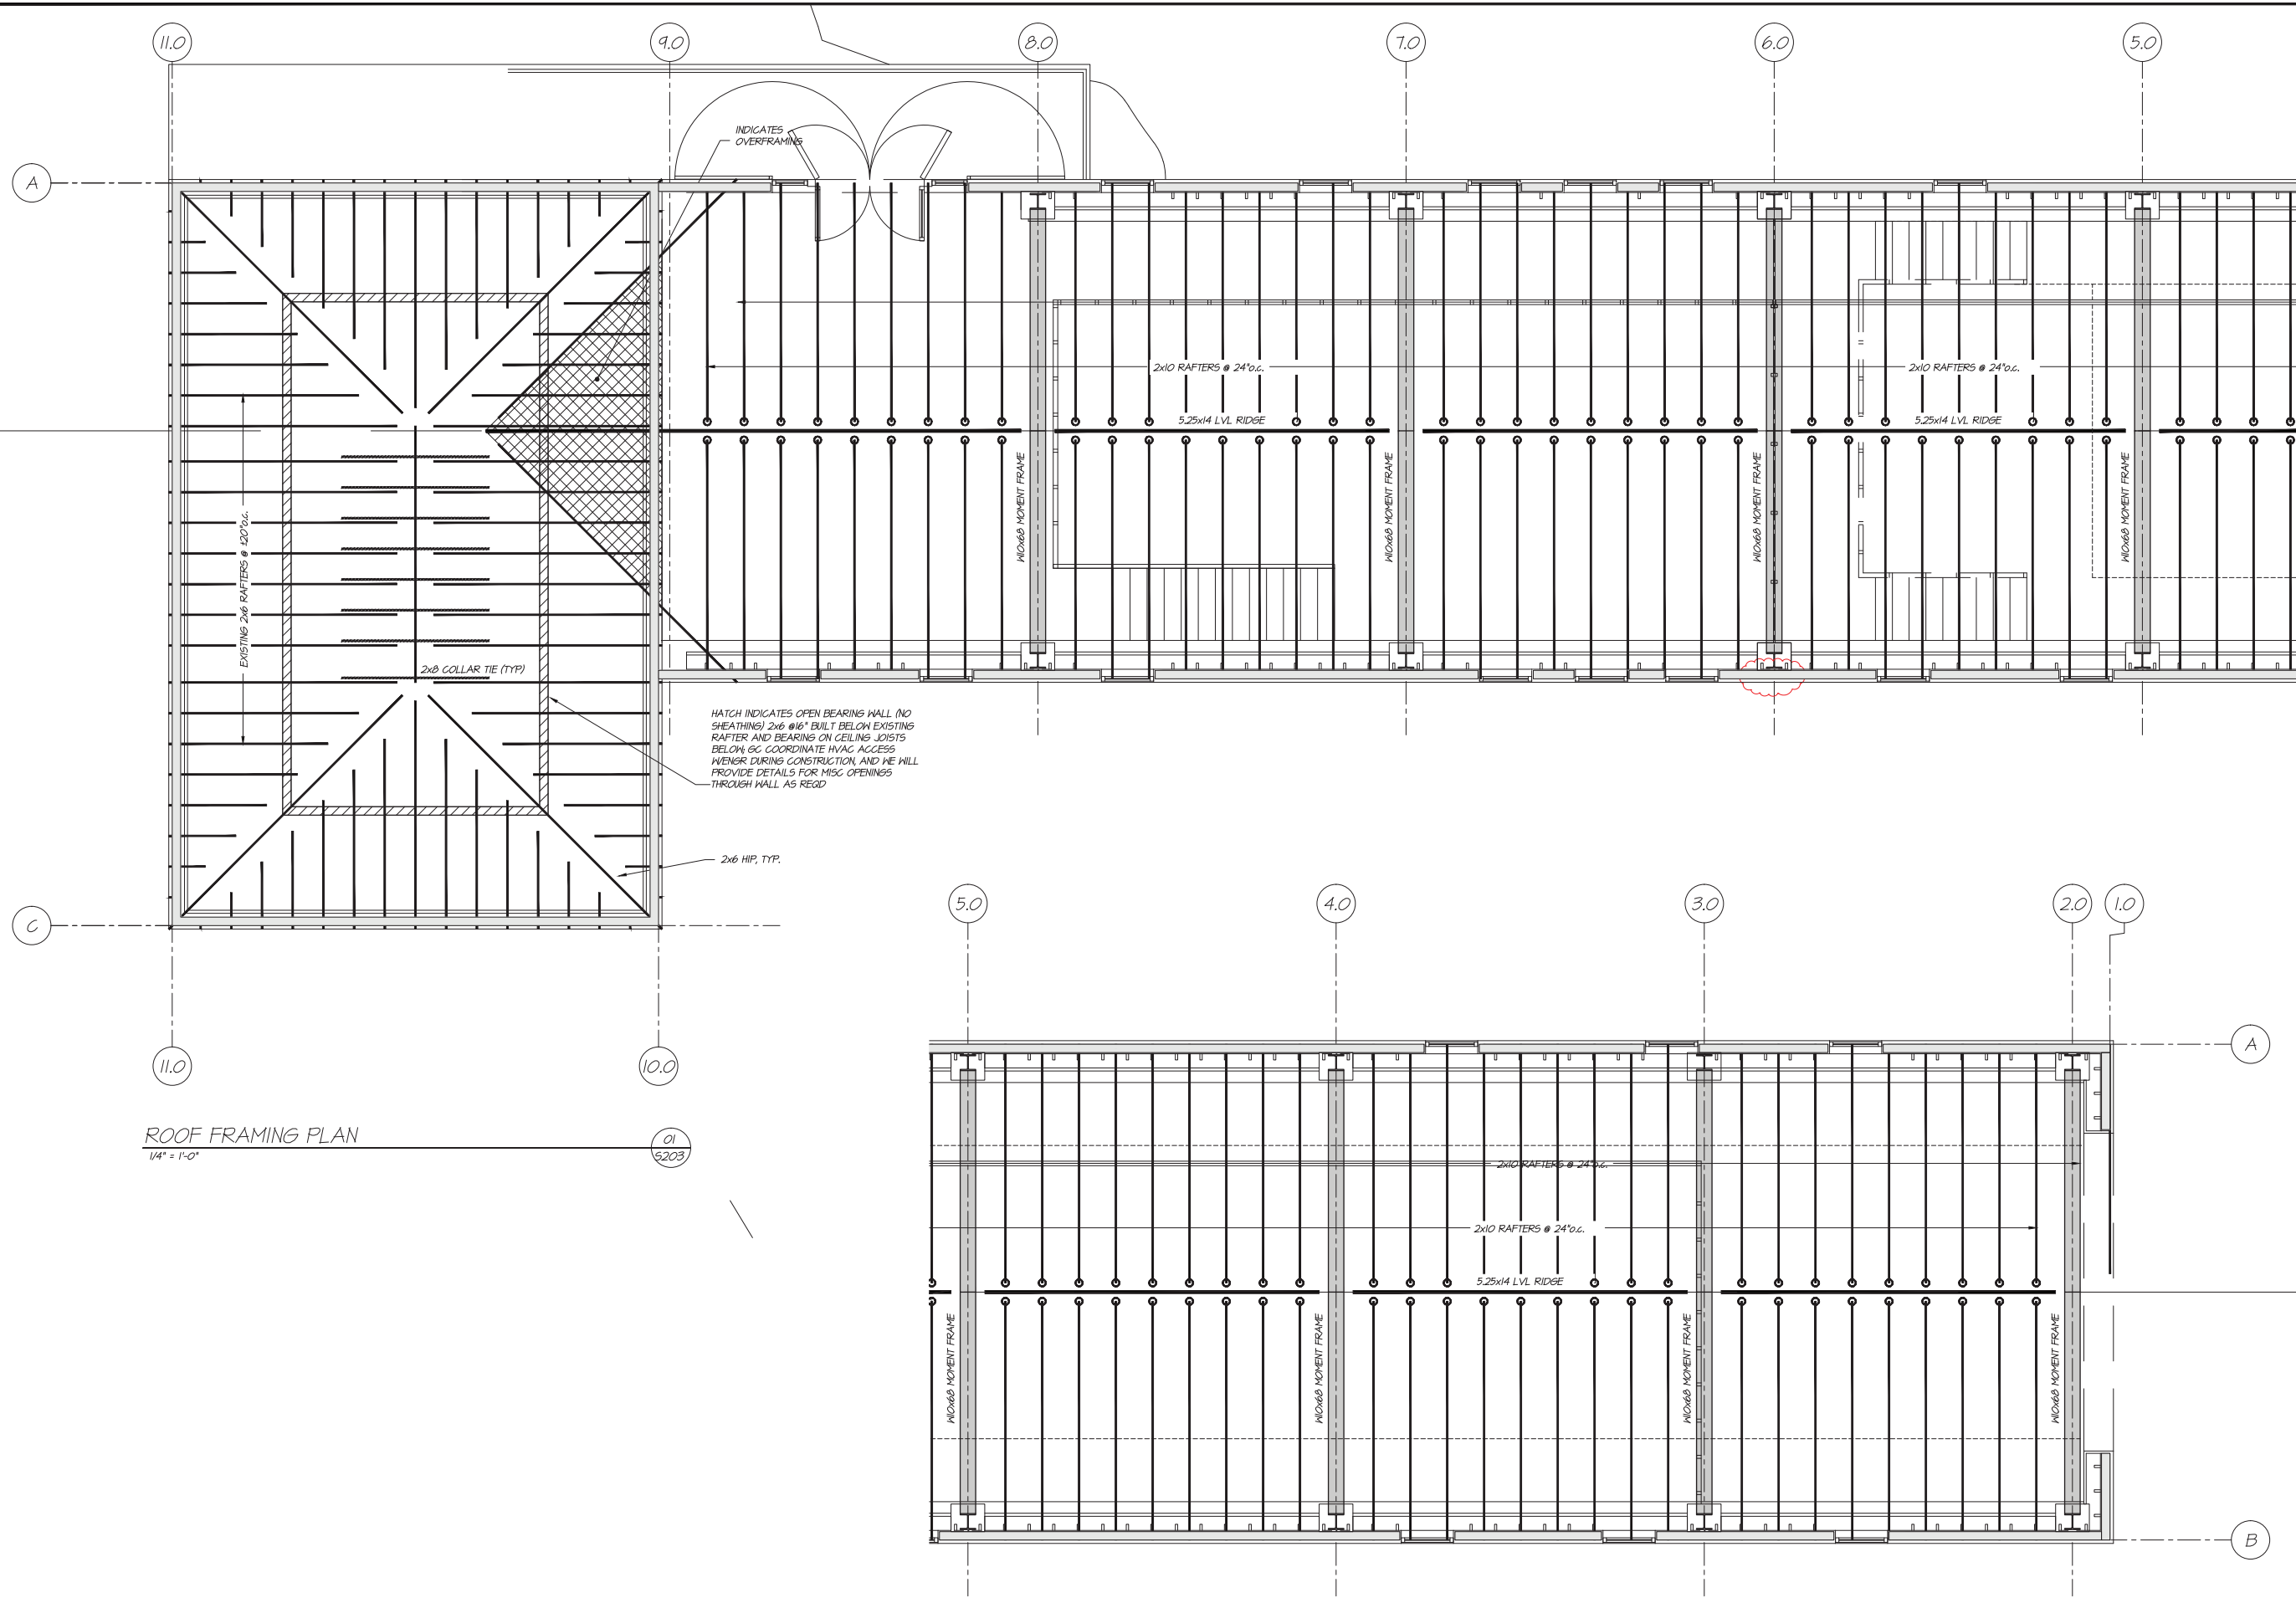 11.0
9.0
8.0
7.0
6.0
5.0
INDICATES
OVERFRAMING
A
2x10 RAFTERS @ 24"o.c.
2x10 RAFTERS @ 24"o.c.
5.25x14 LVL RIDGE
5.25x14 LVL RIDGE
W10x68 MOMENT FRAME
W10x68 MOMENT FRAME
W10x68 MOMENT FRAME
W10x68 MOMENT FRAME
EXISTING 2x6 RAFTERS @ ±20"o.c.
2x8 COLLAR TIE (TYP)
HATCH INDICATES OPEN BEARING WALL (NO
SHEATHING) 2x6 @16" BUILT BELOW EXISTING
RAFTER AND BEARING ON CEILING JOISTS
BELOW; GC COORDINATE HVAC ACCESS
W/ENGR DURING CONSTRUCTION, AND WE WILL
PROVIDE DETAILS FOR MISC OPENINGS
THROUGH WALL AS REQD
2x6 HIP, TYP.
C
5.0
4.0
3.0
2.0
1.0
A
11.0
10.0
ROOF FRAMING PLAN
1/4" = 1'-0"
01
S203
2x10 RAFTERS @ 24"o.c.
2x10 RAFTERS @ 24"o.c.
5.25x14 LVL RIDGE
W10x68 MOMENT FRAME
W10x68 MOMENT FRAME
W10x68 MOMENT FRAME
W10x68 MOMENT FRAME
B